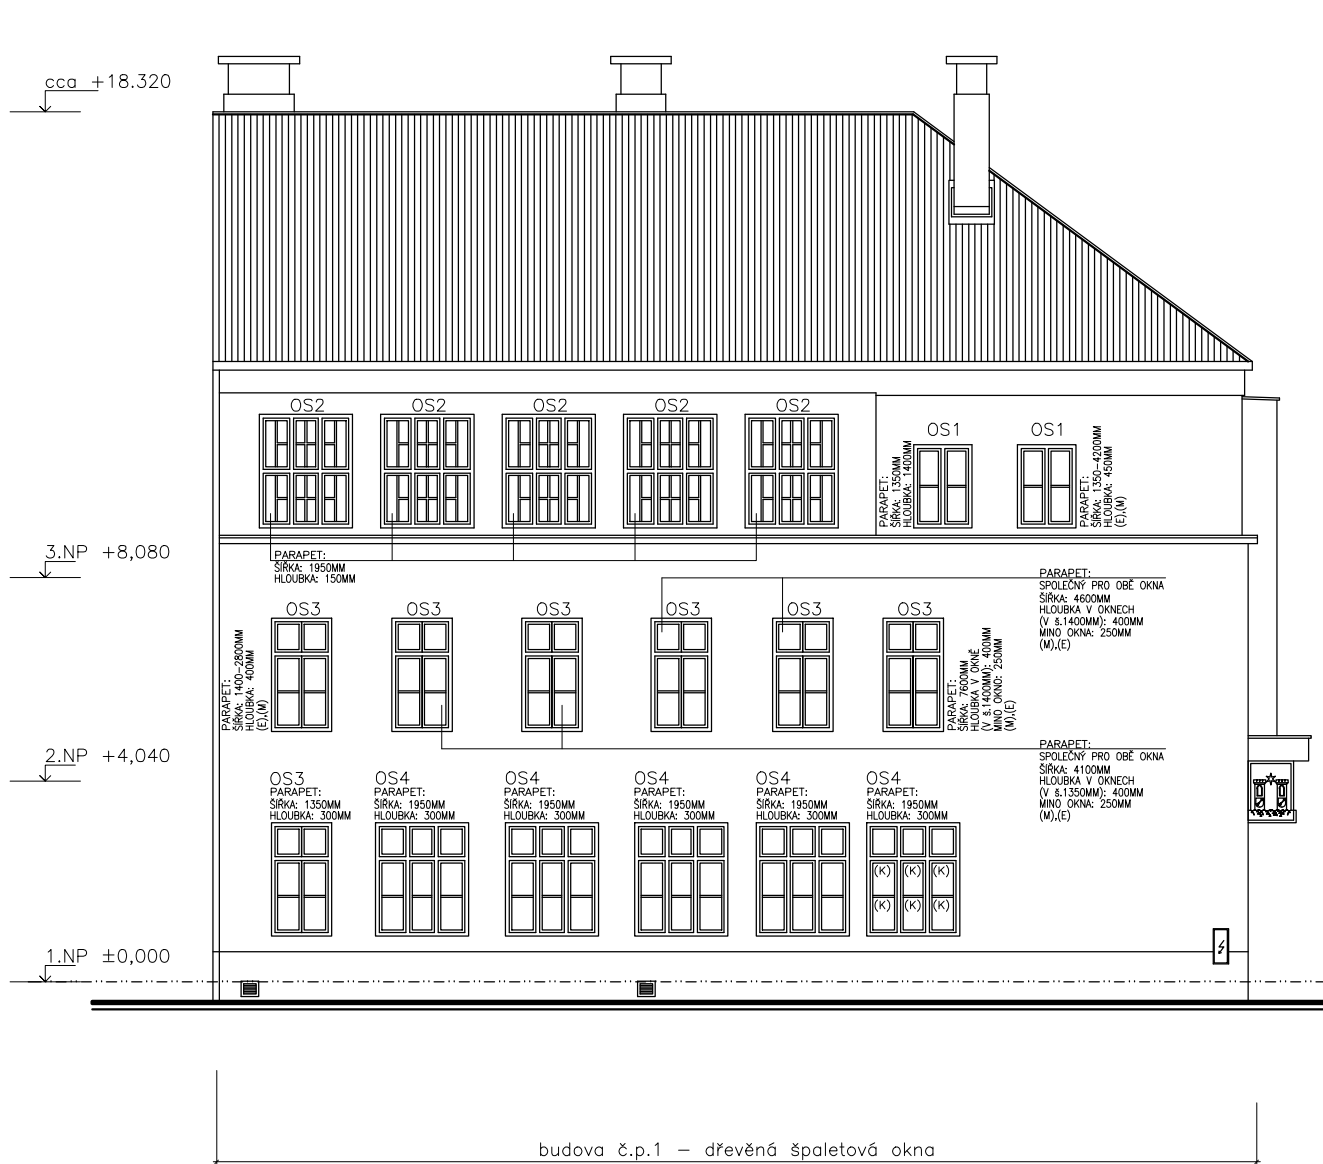 cca +18.320
OS2 OS2 OS2 OS2 OS2
OS1 OS1
PARAPET:
ŠÍŘKA: 1350MM
HLOUBKA: 1400MM
PARAPET:
ŠÍŘKA: 1350-4200MM
HLOUBKA: 450MM
(E),(M)
3.NP +8,080
PARAPET:
ŠÍŘKA: 1950MM
HLOUBKA: 150MM
PARAPET:
SPOLEČNÝ PRO OBĚ OKNA
ŠÍŘKA: 4600MM
HLOUBKA V OKNECH
(V š.1400MM): 400MM
MINO OKNA: 250MM
(M),(E)
OS3 OS3 OS3 OS3 OS3 OS3
PARAPET:
ŠÍŘKA: 1400-2800MM
HLOUBKA: 400MM
(E),(M)
PARAPET:
ŠÍŘKA: 7600MM
HLOUBKA V OKNĚ
(V š.1400MM): 400MM
MINO OKNO: 250MM
(M),(E)
2.NP +4,040
PARAPET:
SPOLEČNÝ PRO OBĚ OKNA
ŠÍŘKA: 4100MM
HLOUBKA V OKNECH
(V š.1350MM): 400MM
MINO OKNA: 250MM
(M),(E)
OS3
PARAPET:
ŠÍŘKA: 1350MM
HLOUBKA: 300MM
OS4
PARAPET:
ŠÍŘKA: 1950MM
HLOUBKA: 300MM
OS4
PARAPET:
ŠÍŘKA: 1950MM
HLOUBKA: 300MM
OS4
PARAPET:
ŠÍŘKA: 1950MM
HLOUBKA: 300MM
OS4
PARAPET:
ŠÍŘKA: 1950MM
HLOUBKA: 300MM
OS4
PARAPET:
ŠÍŘKA: 1950MM
HLOUBKA: 300MM
(K) (K) (K)
(K) (K) (K)
1.NP ±0,000
budova č.p.1 – dřevěná špaletová okna